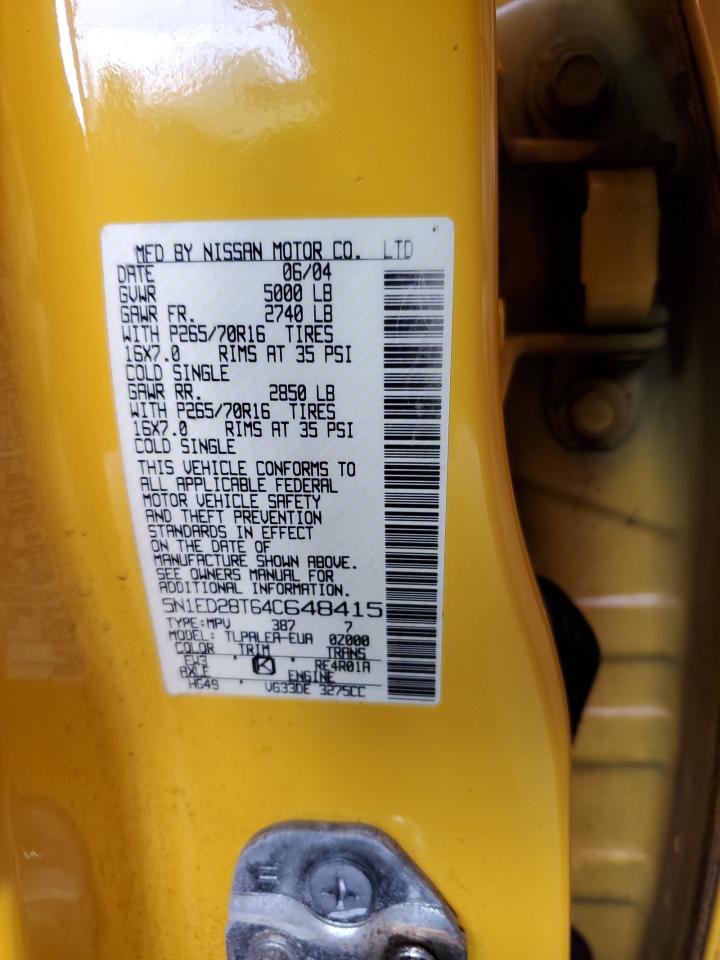 MFD BY NISSAN MOTOR CO. LTD
DATE 06/04
GVWR 5000 LB
GAWR FR. 2740 LB
WITH P265/70R16 TIRES
16X7.0 RIMS AT 35 PSI
COLD SINGLE
GAWR RR. 2850 LB
WITH P265/70R16 TIRES
16X7.0 RIMS AT 35 PSI
COLD SINGLE
THIS VEHICLE CONFORMS TO
ALL APPLICABLE FEDERAL
MOTOR VEHICLE SAFETY
AND THEFT PREVENTION
STANDARDS IN EFFECT
ON THE DATE OF
MANUFACTURE SHOWN ABOVE.
SEE OWNERS MANUAL FOR
ADDITIONAL INFORMATION.
5N1ED28T64C648415
TYPE:MPV 387 7
MODEL: TLPALEA-EUA 0Z000
COLOR TRIM TRANS
EW3 K RE4R01A
AXLE ENGINE
HG49 VG33DE 3275CC